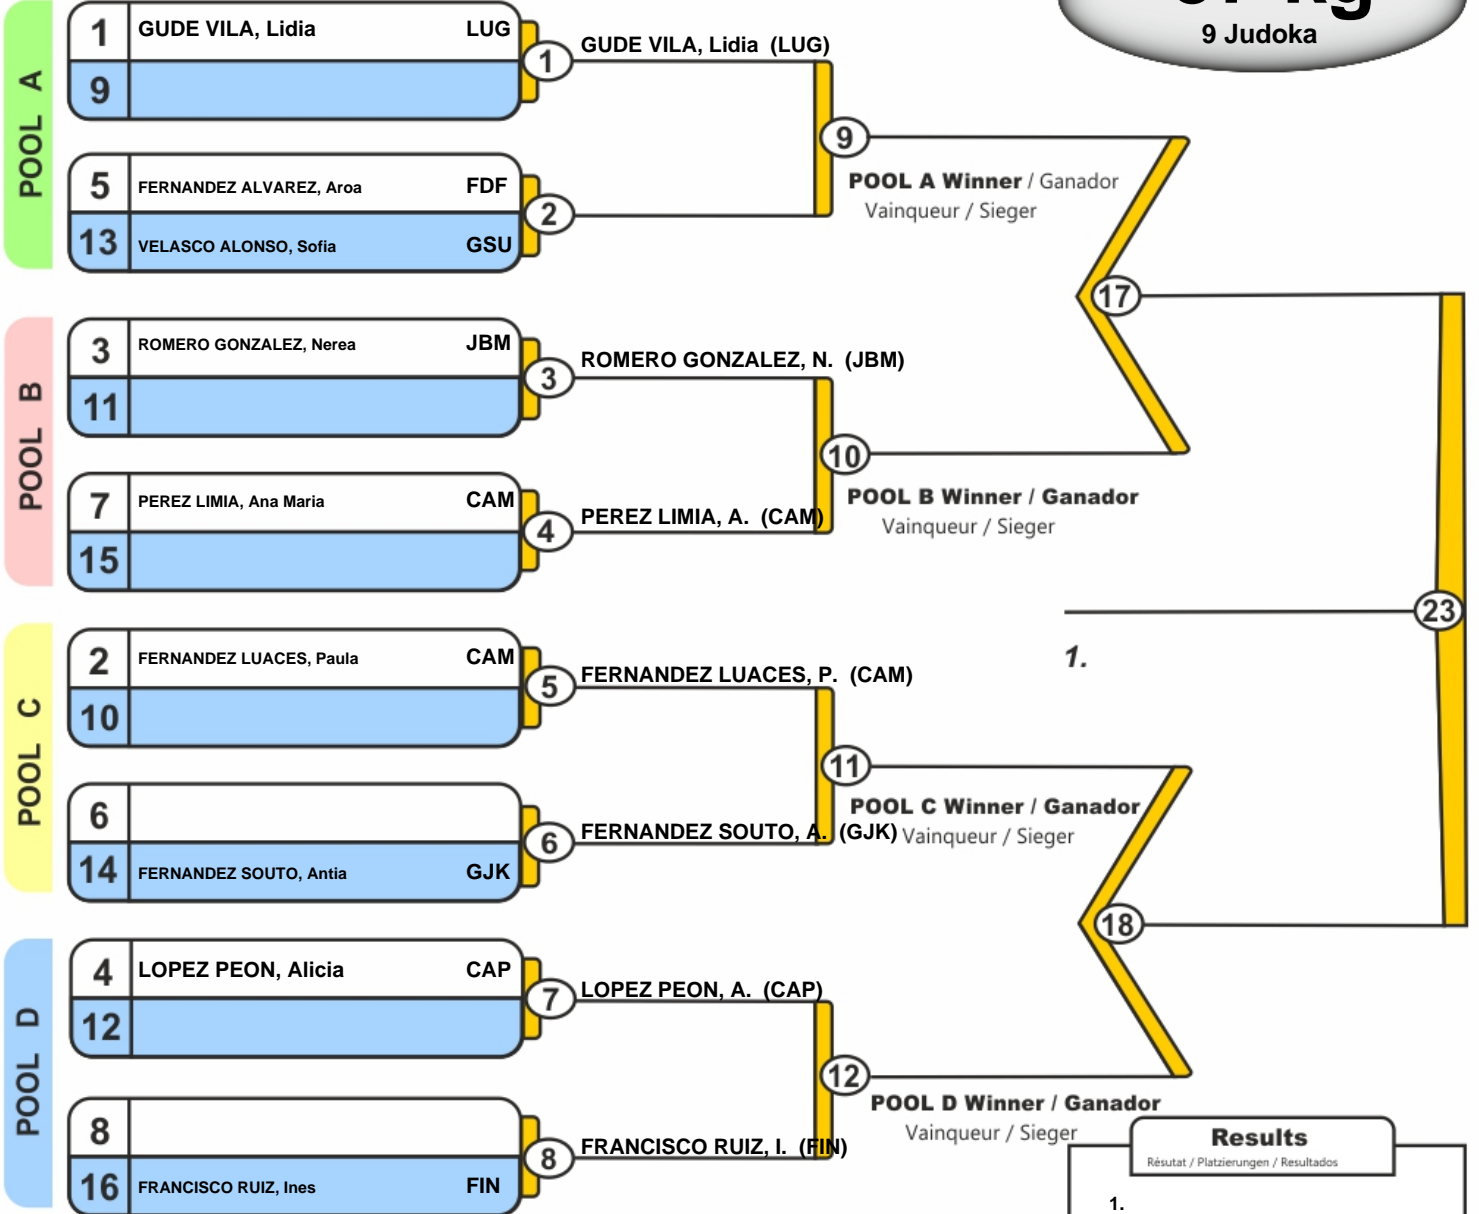 9 Judoka
POOL A
1 GUDE VILA, Lidia LUG
9
1
GUDE VILA, Lidia (LUG)
5 FERNANDEZ ALVAREZ, Aroa FDF
13 VELASCO ALONSO, Sofia GSU
2
9
POOL A Winner / Ganador
Vainqueur / Sieger
17
POOL B
3 ROMERO GONZALEZ, Nerea JBM
11
3
ROMERO GONZALEZ, N. (JBM)
7 PEREZ LIMIA, Ana Maria CAM
15
4
PEREZ LIMIA, A. (CAM)
10
POOL B Winner / Ganador
Vainqueur / Sieger
23
1.
POOL C
2 FERNANDEZ LUACES, Paula CAM
10
5
FERNANDEZ LUACES, P. (CAM)
6
14 FERNANDEZ SOUTO, Antia GJK
6
FERNANDEZ SOUTO, A. (GJK)
11
POOL C Winner / Ganador
Vainqueur / Sieger
18
POOL D
4 LOPEZ PEON, Alicia CAP
12
7
LOPEZ PEON, A. (CAP)
8
16 FRANCISCO RUIZ, Ines FIN
8
FRANCISCO RUIZ, I. (FIN)
12
POOL D Winner / Ganador
Vainqueur / Sieger
Results
Résutat / Platzierungen / Resultados
1.